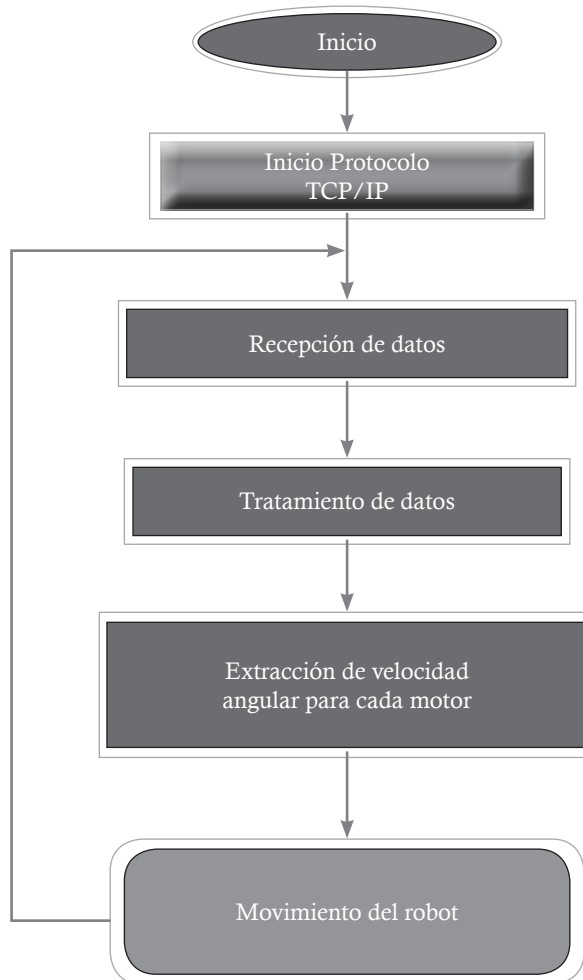 Inicio
Inicio Protocolo
TCP/IP
Recepción de datos
Tratamiento de datos
Extracción de velocidad
angular para cada motor
Movimiento del robot